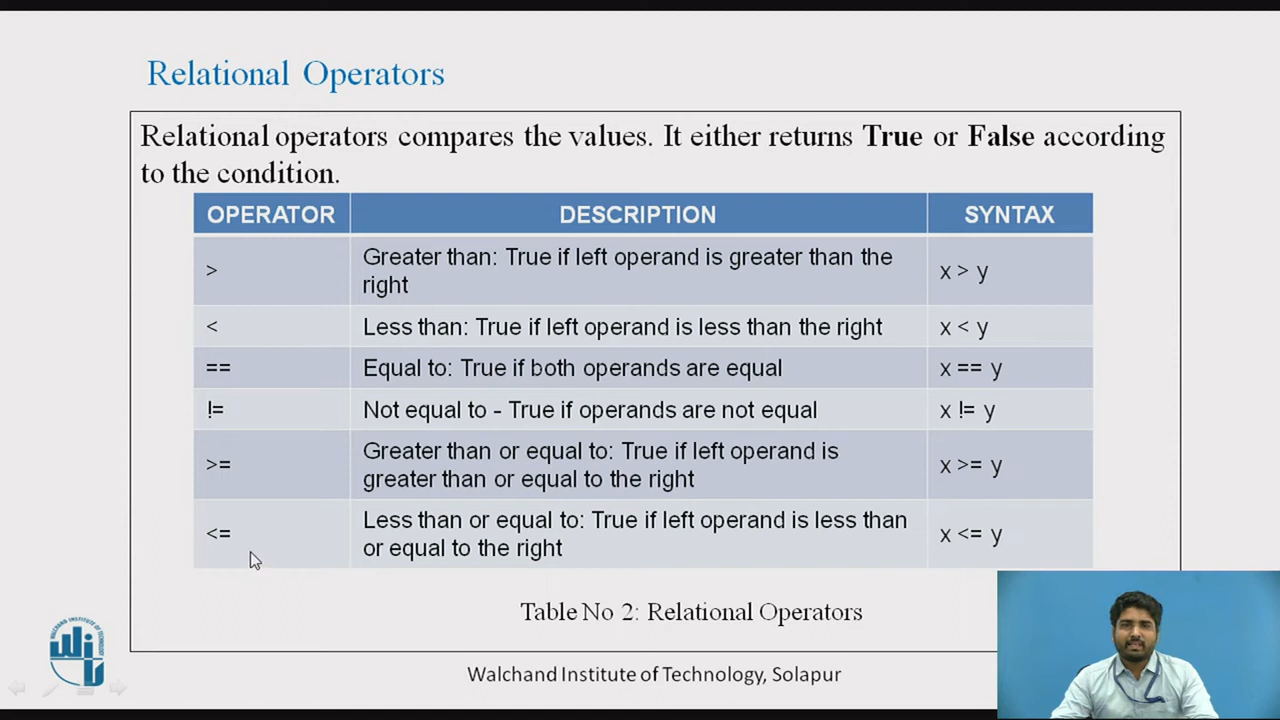 Relational Operators
Relational operators compares the values. It either returns True or False according
to the condition.
OPERATOR DESCRIPTION SYNTAX
> Greater than: True if left operand is greater than the
right x > y
< Less than: True if left operand is less than the right x < y
== Equal to: True if both operands are equal x == y
!= Not equal to - True if operands are not equal x != y
>= Greater than or equal to: True if left operand is
greater than or equal to the right x >= y
<= Less than or equal to: True if left operand is less than
or equal to the right x <= y
Table No 2: Relational Operators
WALCHAND INSTITUTE OF TECHNOLOGY
WIT
Walchand Institute of Technology, Solapur